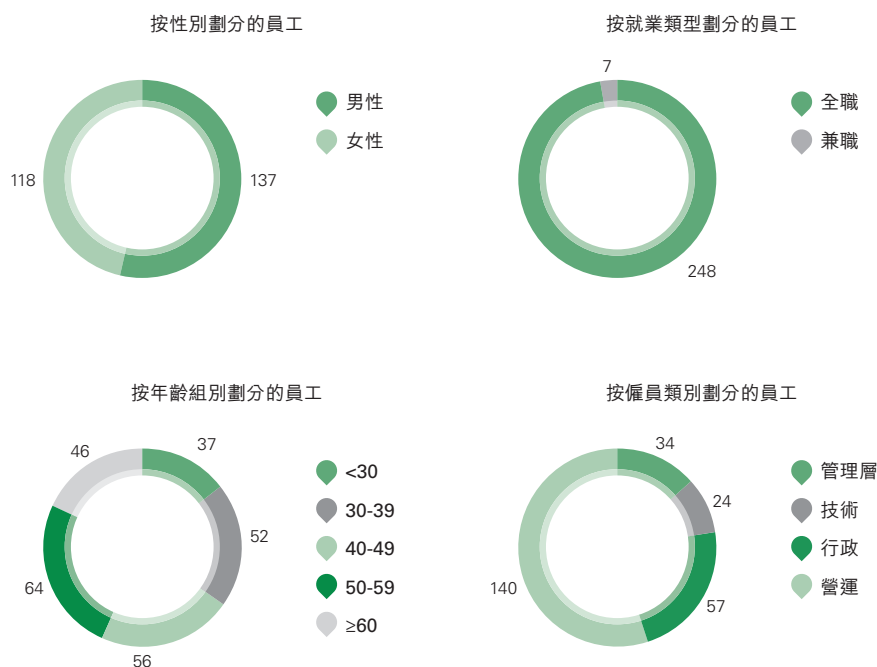 按性別劃分的員工
118
137
男性
女性
按就業類型劃分的員工
7
248
全職
兼職
按年齡組別劃分的員工
46
37
52
64
56
<30
30-39
40-49
50-59
≥60
按僱員類別劃分的員工
34
24
140
57
管理層
技術
行政
營運